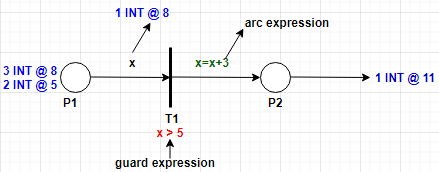 1 INT @ 8
arc expression
x
x=x+3
3 INT @ 8
2 INT @ 5
1 INT @ 11
P1
T1
P2
x > 5
guard expression